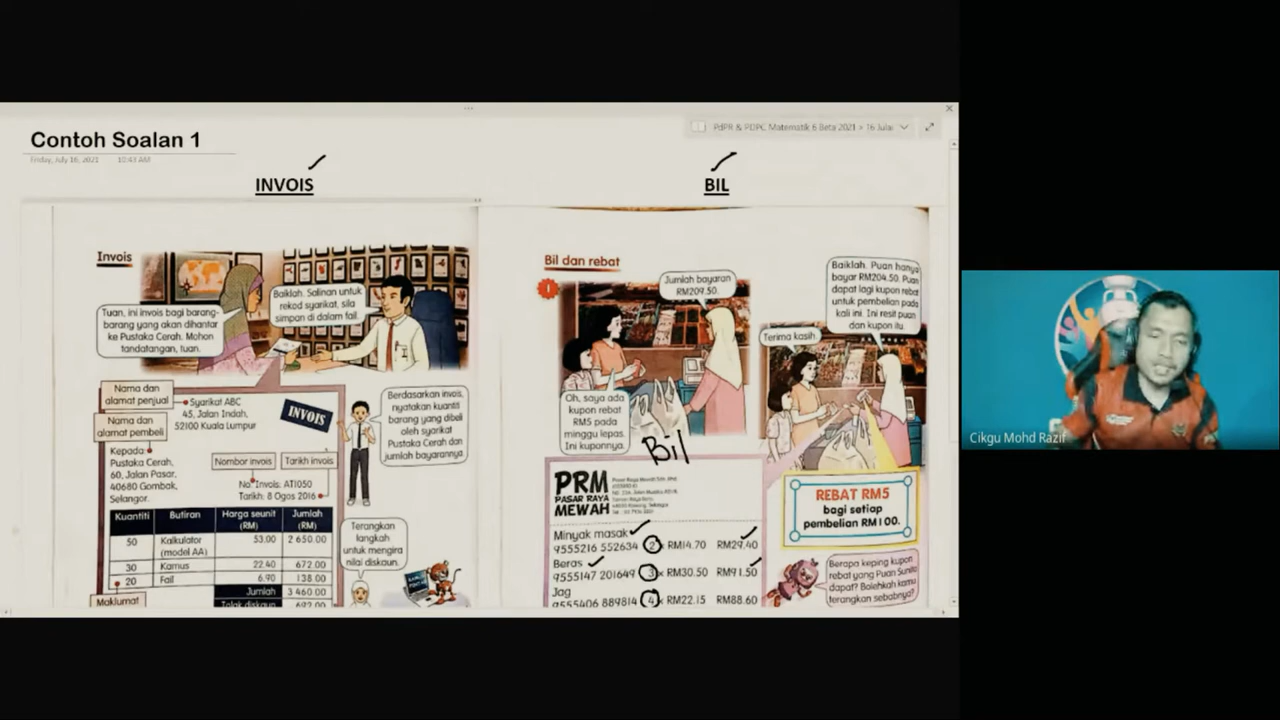 PdPR & PDPC Matematik 6 Beta 2021 × 16 Julai
Contoh Soalan 1
Friday, July 16, 2021 10:43 AM
INVOIS
Invois
Tuan, ini invois bagi barang-
barang yang akan dihantar
ke Pustaka Cerah. Mohon
tandatangan, tuan.
Baiklah. Salinan untuk
rekod syarikat, sila
simpan di dalam fail.
Nama dan
alamat penjual
Syarikat ABC
45, Jalan Indah,
52100 Kuala Lumpur
INVOIS
Nama dan
alamat pembeli
Kepada:
Pustaka Cerah,
60, Jalan Pasar,
40680 Gombak,
Selangor.
Nombor invois
Tarikh invois
No. Invois: AT1050
Tarikh: 8 Ogos 2016
Kuantiti Butiran Harga seunit (RM) Jumlah (RM)
50 Kalkulator (model AA) 53.00 2 650.00
30 Kamus 22.40 672.00
20 Fail 6.90 138.00
Jumlah 3 460.00
Tolak diskaun 692.00
Maklumat
Berdasarkan invois,
nyatakan kuantiti
barang yang dibeli
oleh syarikat
Pustaka Cerah dan
jumlah bayarannya.
Terangkan
langkah
untuk mengira
nilai diskaun.
BIL
Bil dan rebat
1
Jumlah bayaran
RM209.50.
Oh, saya ada
kupon rebat
RM5 pada
minggu lepas.
Ini kuponnya.
Baiklah. Puan hanya
bayar RM204.50. Puan
dapat lagi kupon rebat
untuk pembelian pada
kali ini. Ini resit puan
dan kupon itu.
Terima kasih.
Bil
PRM
PASAR RAYA
MEWAH
Minyak masak
9555216 552634 2 × RM14.70 RM29.40
Beras
9555147 201649 3 × RM30.50 RM91.50
Jag
9555406 889814 4 × RM22.15 RM88.60
REBAT RM5
bagi setiap
pembelian RM100.
Berapa keping kupon
rebat yang Puan Sunita
dapat? Bolehkah kamu
terangkan sebabnya?
Cikgu Mohd Razif